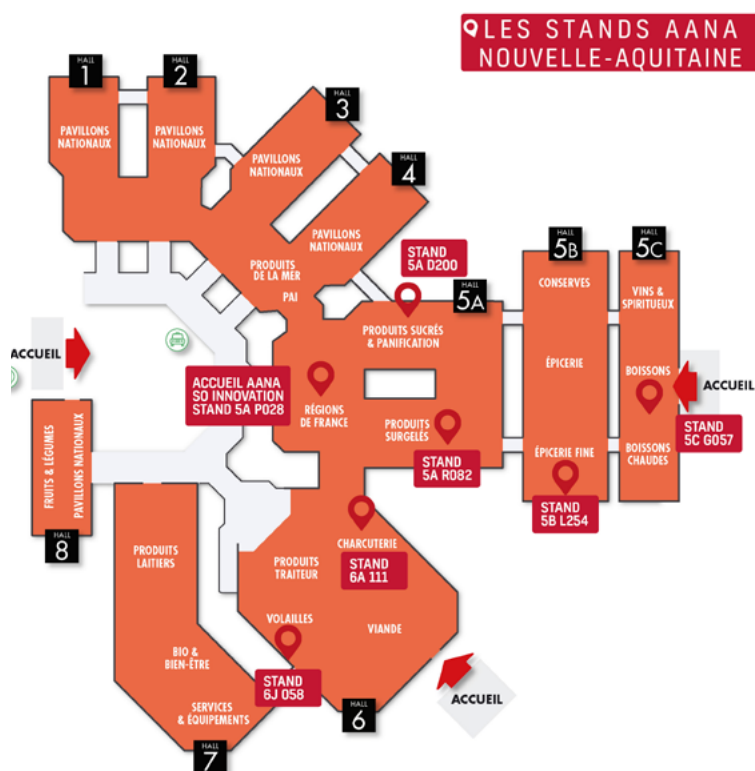 LES STANDS AANA
NOUVELLE-AQUITAINE
HALL
1
HALL
2
HALL
3
HALL
4
PAVILLONS
NATIONAUX
PAVILLONS
NATIONAUX
PAVILLONS
NATIONAUX
PAVILLONS
NATIONAUX
PRODUITS
DE LA MER
PAI
STAND
5A D200
HALL
5A
HALL
5B
HALL
5C
PRODUITS SUCRÉS
& PANIFICATION
CONSERVES
VINS &
SPIRITUEUX
ACCUEIL
ACCUEIL AANA
SO INNOVATION
STAND 5A P028
RÉGIONS
DE FRANCE
ÉPICERIE
BOISSONS
ACCUEIL
PRODUITS
SURGELÉS
STAND
5A R082
ÉPICERIE FINE
STAND
5B L254
BOISSONS
CHAUDES
STAND
5C G057
FRUITS & LÉGUMES
PAVILLONS NATIONAUX
HALL
8
PRODUITS
LAITIERS
PRODUITS
TRAITEUR
CHARCUTERIE
STAND
6A 111
VOLAILLES
VIANDE
STAND
6J 058
BIO &
BIEN-ÊTRE
SERVICES
& ÉQUIPEMENTS
HALL
7
HALL
6
ACCUEIL